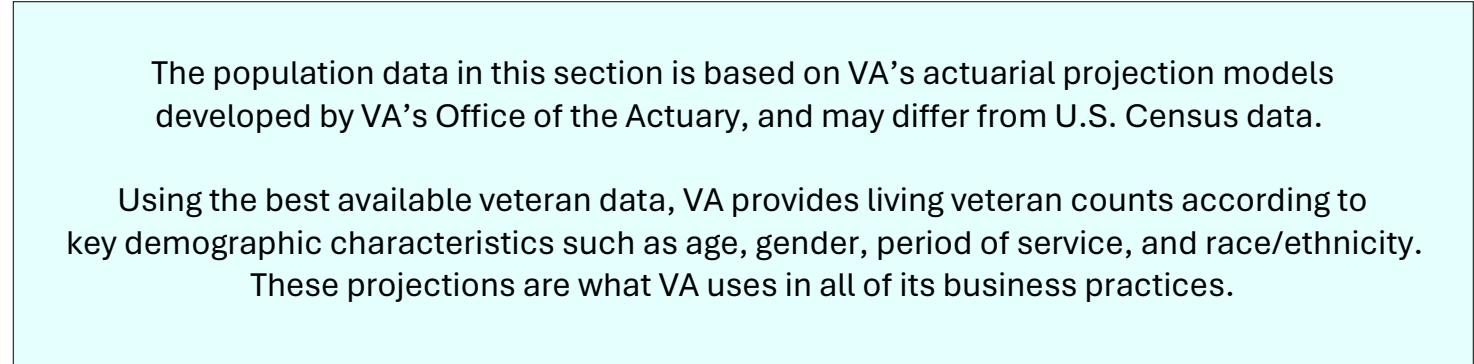 The population data in this section is based on VA’s actuarial projection models
developed by VA’s Office of the Actuary, and may differ from U.S. Census data.
Using the best available veteran data, VA provides living veteran counts according to
key demographic characteristics such as age, gender, period of service, and race/ethnicity.
These projections are what VA uses in all of its business practices.